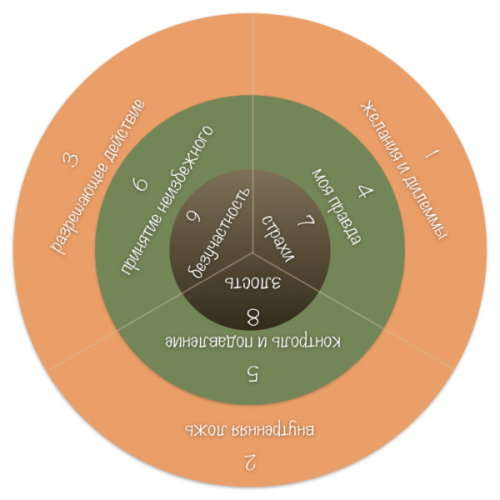 1
желания и дилеммы
2
внутренняя ложь
3
разрешающее действие
4
моя правда
5
контроль и подавление
6
принятие неизбежного
7
страхи
8
злость
9
безучастность